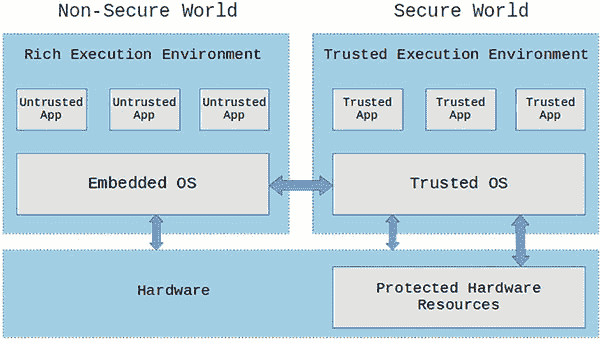 Non-Secure World
Secure World
Rich Execution Environment
Trusted Execution Environment
Untrusted
App
Untrusted
App
Untrusted
App
Trusted
App
Trusted
App
Trusted
App
Embedded OS
Trusted OS
Hardware
Protected Hardware
Resources